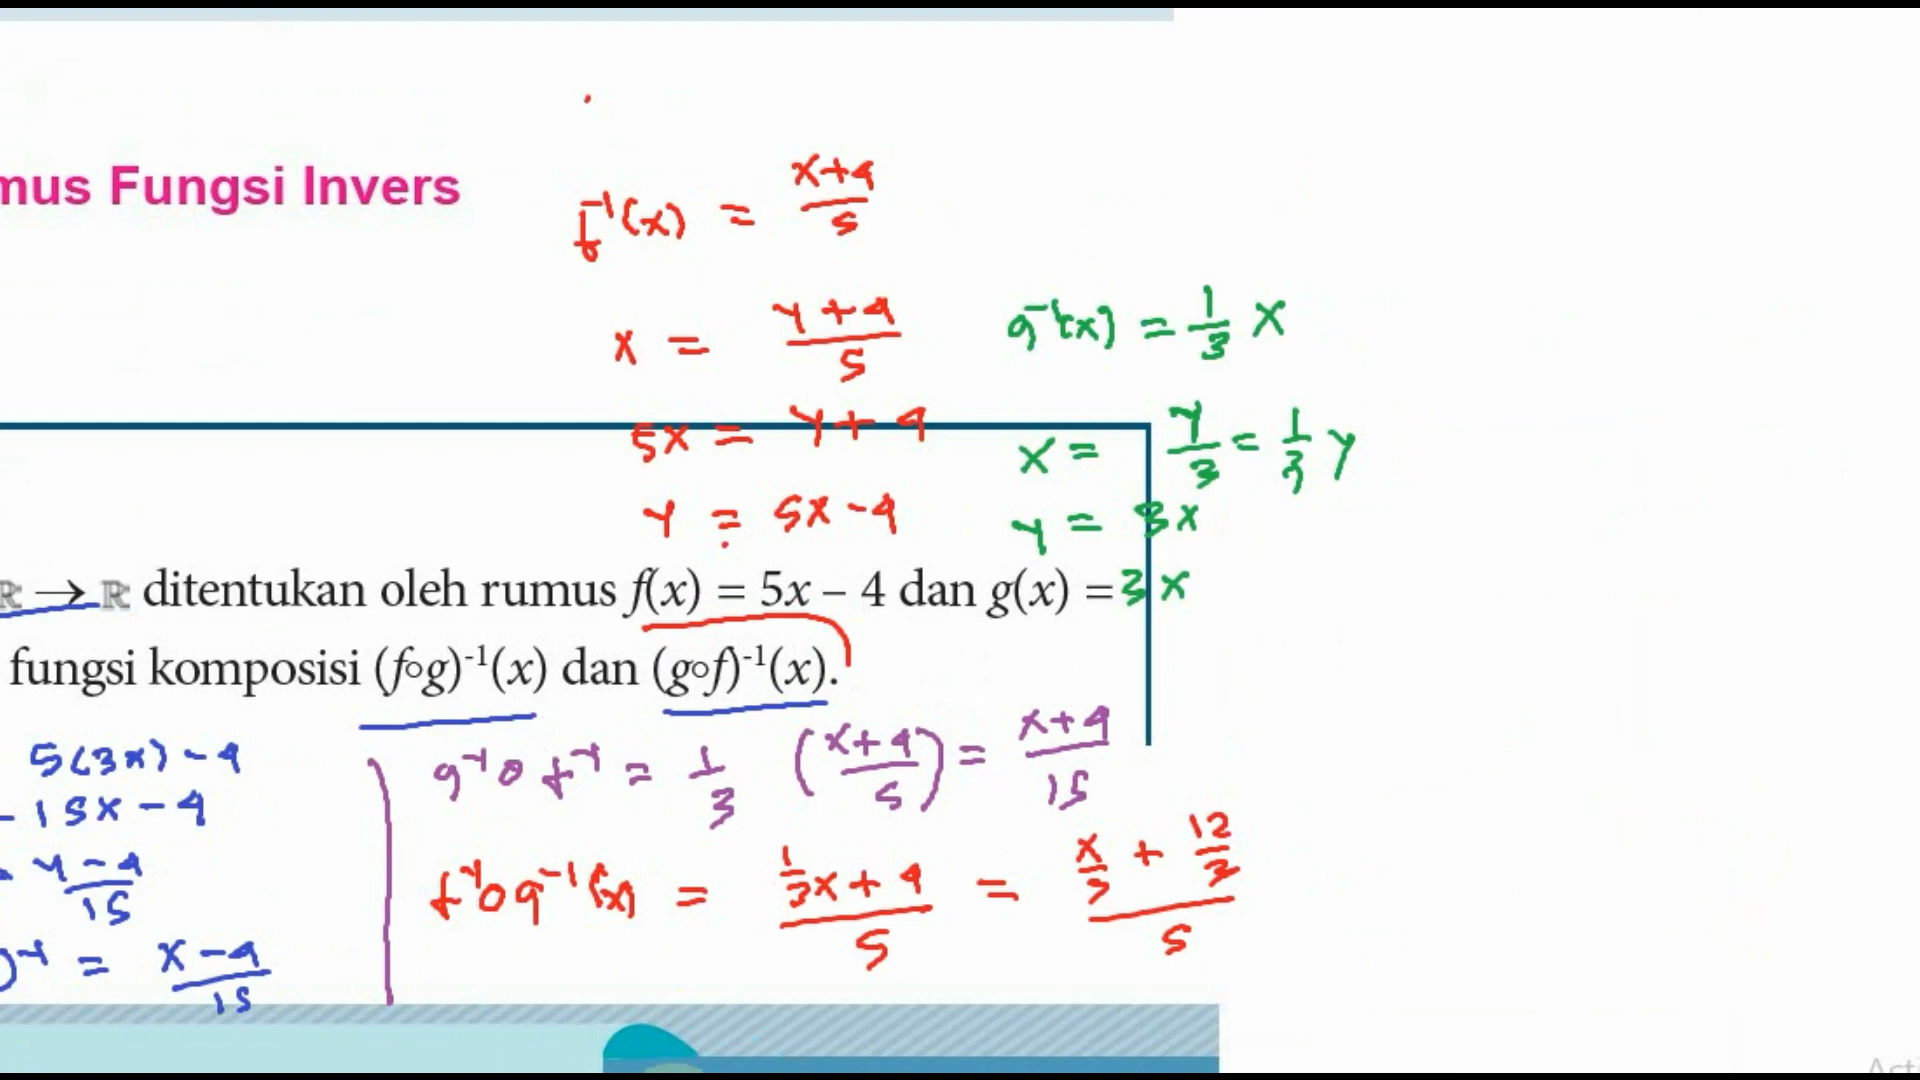 mus Fungsi Invers
f⁻¹(x) = (x+4)/5
x = (y+4)/5
5x = y+4
y = 5x-4
g⁻¹(x) = 1/3 x
x = y/3 = 1/3 y
y = 3x
ℝ → ℝ ditentukan oleh rumus f(x) = 5x – 4 dan g(x) = 3x
fungsi komposisi (f∘g)⁻¹(x) dan (g∘f)⁻¹(x).
5(3x)-4
15x-4
(y-4)/15
)⁻¹ = (x-4)/15
g⁻¹ o f⁻¹ = 1/3 ((x+4)/5) = (x+4)/15
f⁻¹ o g⁻¹(x) = (1/3 x + 4)/5 = (x/3 + 12/3)/5